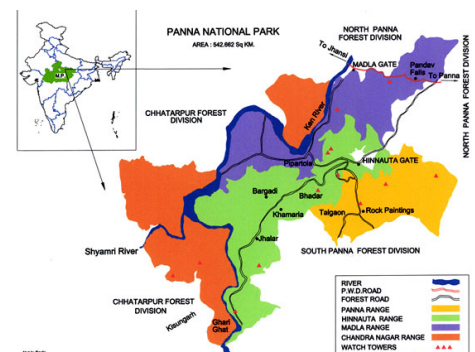 PANNA NATIONAL PARK
AREA : 542.662 Sq KM.
M.P.
NORTH PANNA
FOREST DIVISION
To Jhansi
MADLA GATE
Pandev
Falls
To Panna
NORTH PANNA FOREST DIVISION
CHHATARPUR FOREST
DIVISION
Ken River
Pipartola
HINNAUTA GATE
Bargadi
Bhadar
Khamaria
Talgaon
Rock Paintings
Jhalar
Shyamri River
SOUTH PANNA FOREST DIVISION
CHHATARPUR FOREST
DIVISION
Kisungarh
Ghari
Ghat
RIVER
P.W.D.ROAD
FOREST ROAD
PANNA RANGE
HINNAUTA RANGE
MADLA RANGE
CHANDRA NAGAR RANGE
WATCH TOWERS